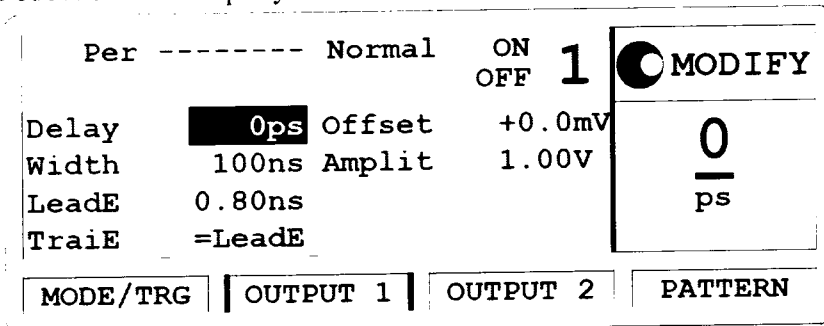 Per -------- Normal ON OFF 1 MODIFY
Delay 0ps Offset +0.0mV 0
Width 100ns Amplit 1.00V
LeadE 0.80ns ps
TraiE =LeadE
MODE/TRG OUTPUT 1 OUTPUT 2 PATTERN